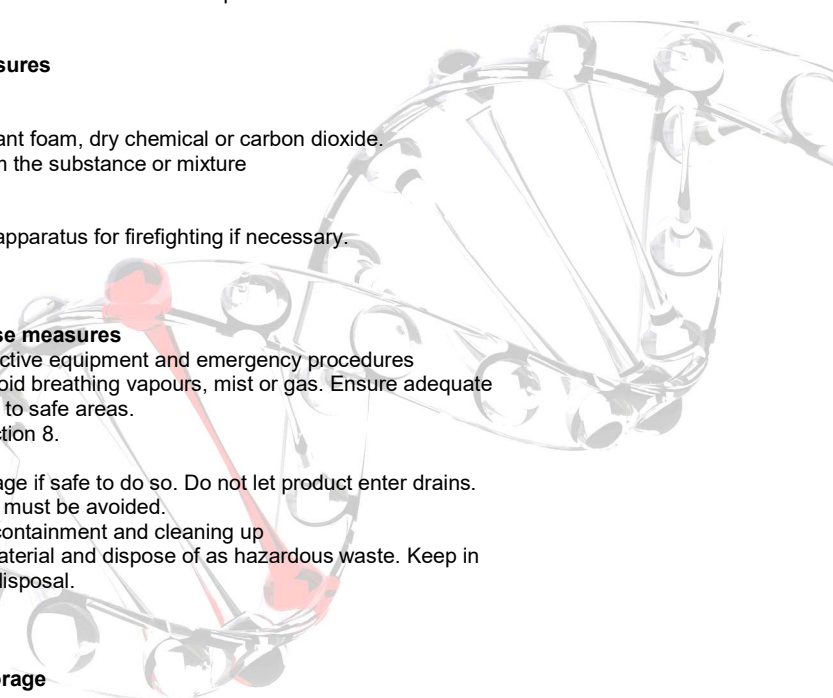 sures
ant foam, dry chemical or carbon dioxide.
m the substance or mixture
apparatus for firefighting if necessary.
se measures
ctive equipment and emergency procedures
oid breathing vapours, mist or gas. Ensure adequate
to safe areas.
ction 8.
age if safe to do so. Do not let product enter drains.
must be avoided.
containment and cleaning up
aterial and dispose of as hazardous waste. Keep in
disposal.
orage